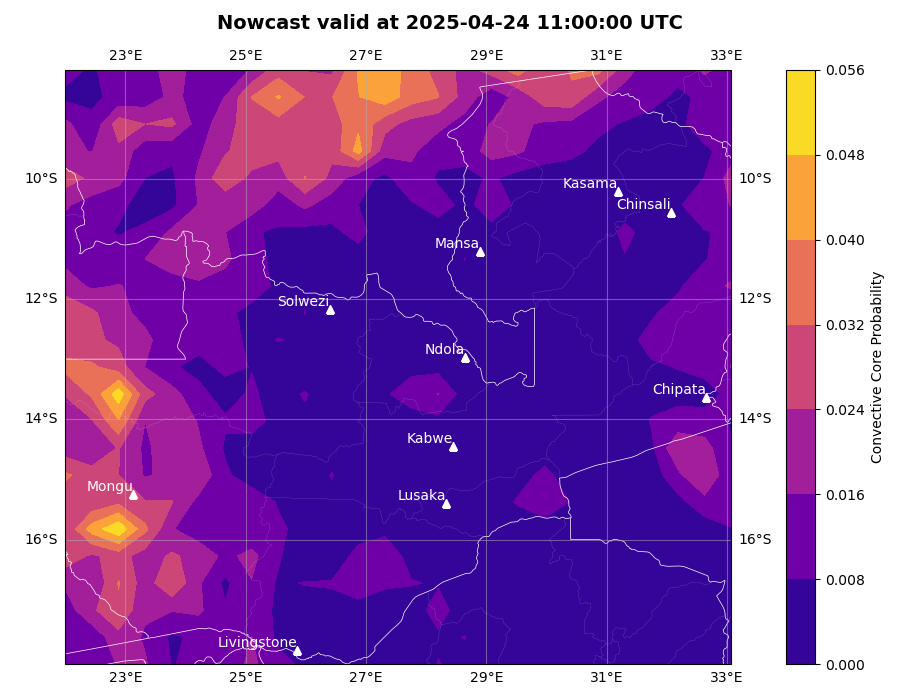 Nowcast valid at 2025-04-24 11:00:00 UTC
23°E 25°E 27°E 29°E 31°E 33°E
0.056
0.048
10°S 10°S
Kasama
Chinsali
0.040
Mansa
12°S 12°S
Solwezi
0.032
Ndola
Chipata
0.024
14°S 14°S
Kabwe
Mongu
Lusaka
0.016
16°S 16°S
0.008
Livingstone
0.000
23°E 25°E 27°E 29°E 31°E 33°E
Convective Core Probability